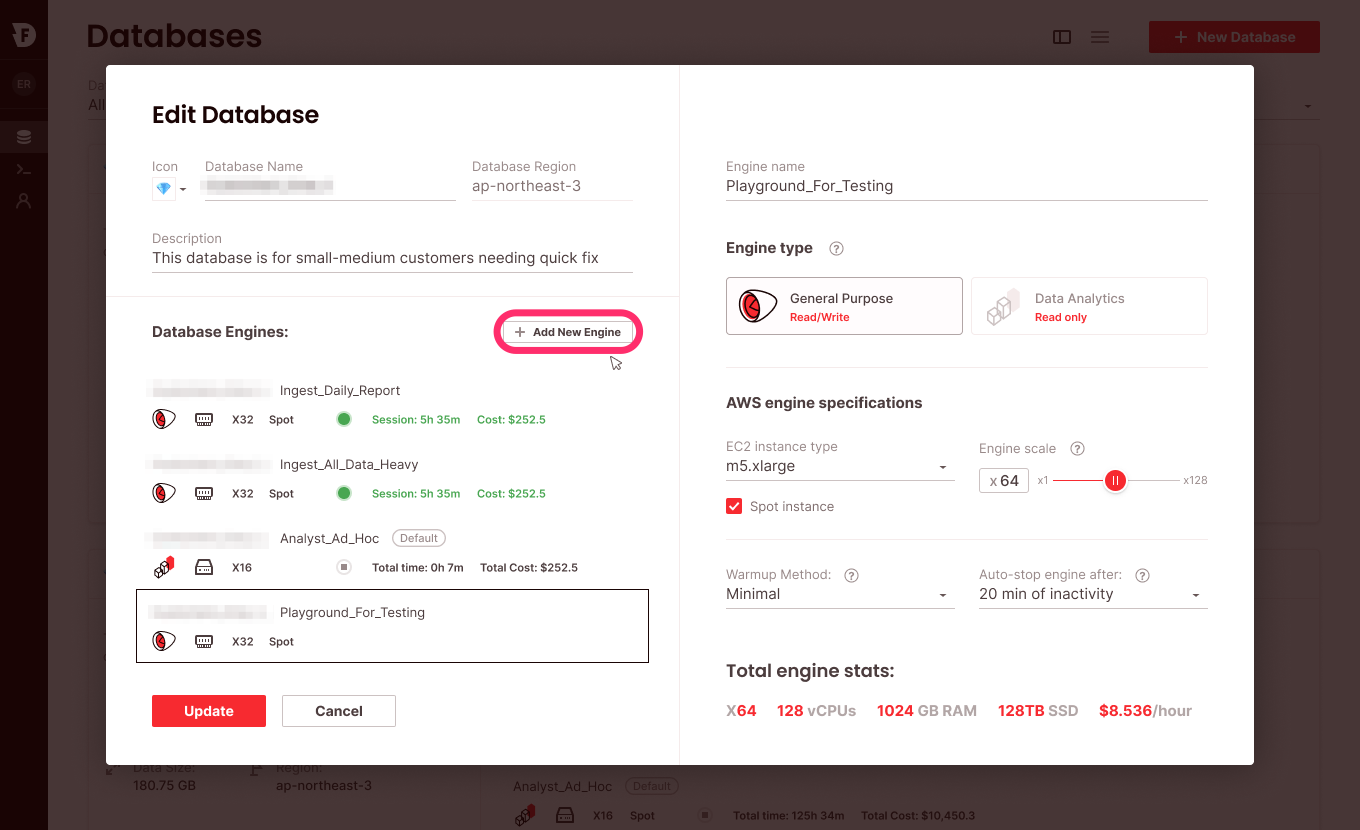 F
Databases
New Database
ER
Da
All
Edit Database
Icon
Database Name
Database Region
ap-northeast-3
Description
This database is for small-medium customers needing quick fix
Database Engines:
Add New Engine
Ingest_Daily_Report
X32 Spot Session: 5h 35m Cost: $252.5
Ingest_All_Data_Heavy
X32 Spot Session: 5h 35m Cost: $252.5
Analyst_Ad_Hoc Default
X16 Total time: 0h 7m Total Cost: $252.5
Playground_For_Testing
X32 Spot
Update
Cancel
Engine name
Playground_For_Testing
Engine type ?
General Purpose
Read/Write
Data Analytics
Read only
AWS engine specifications
EC2 instance type
m5.xlarge
Spot instance
Engine scale ?
x 64 x1 x128
Warmup Method: ?
Minimal
Auto-stop engine after: ?
20 min of inactivity
Total engine stats:
X64 128 vCPUs 1024 GB RAM 128TB SSD $8.536/hour
Data Size:
180.75 GB
Region:
ap-northeast-3
Analyst_Ad_Hoc Default
X16 Spot Total time: 125h 34m Total Cost: $10,450.3